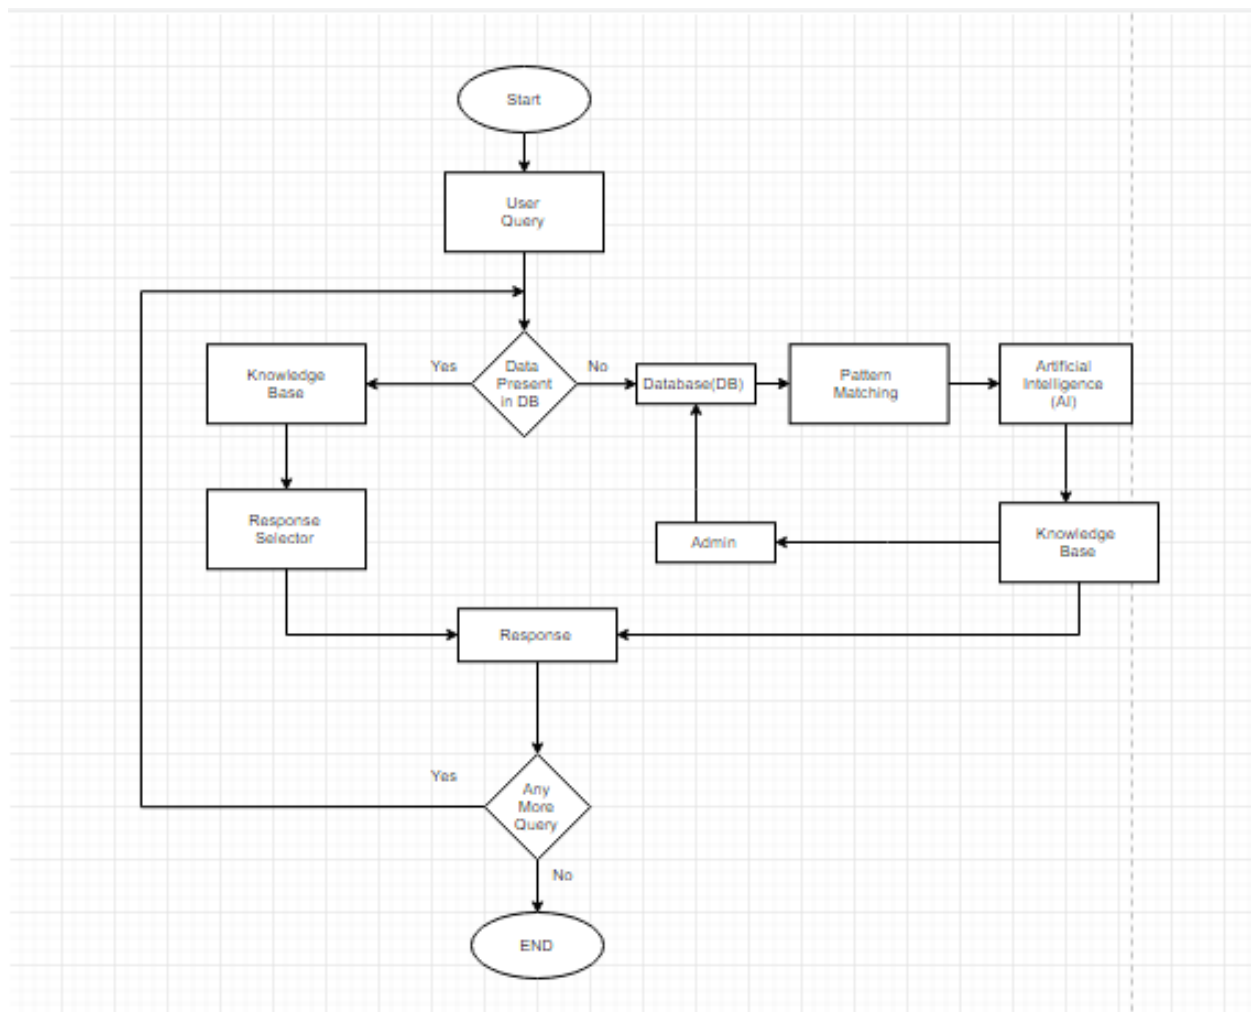 Start
User
Query
Yes
Data
Present
in DB
No
Knowledge
Base
Database(DB)
Pattern
Matching
Artificial
Intelligence
(AI)
Response
Selector
Admin
Knowledge
Base
Response
Yes
Any
More
Query
No
END